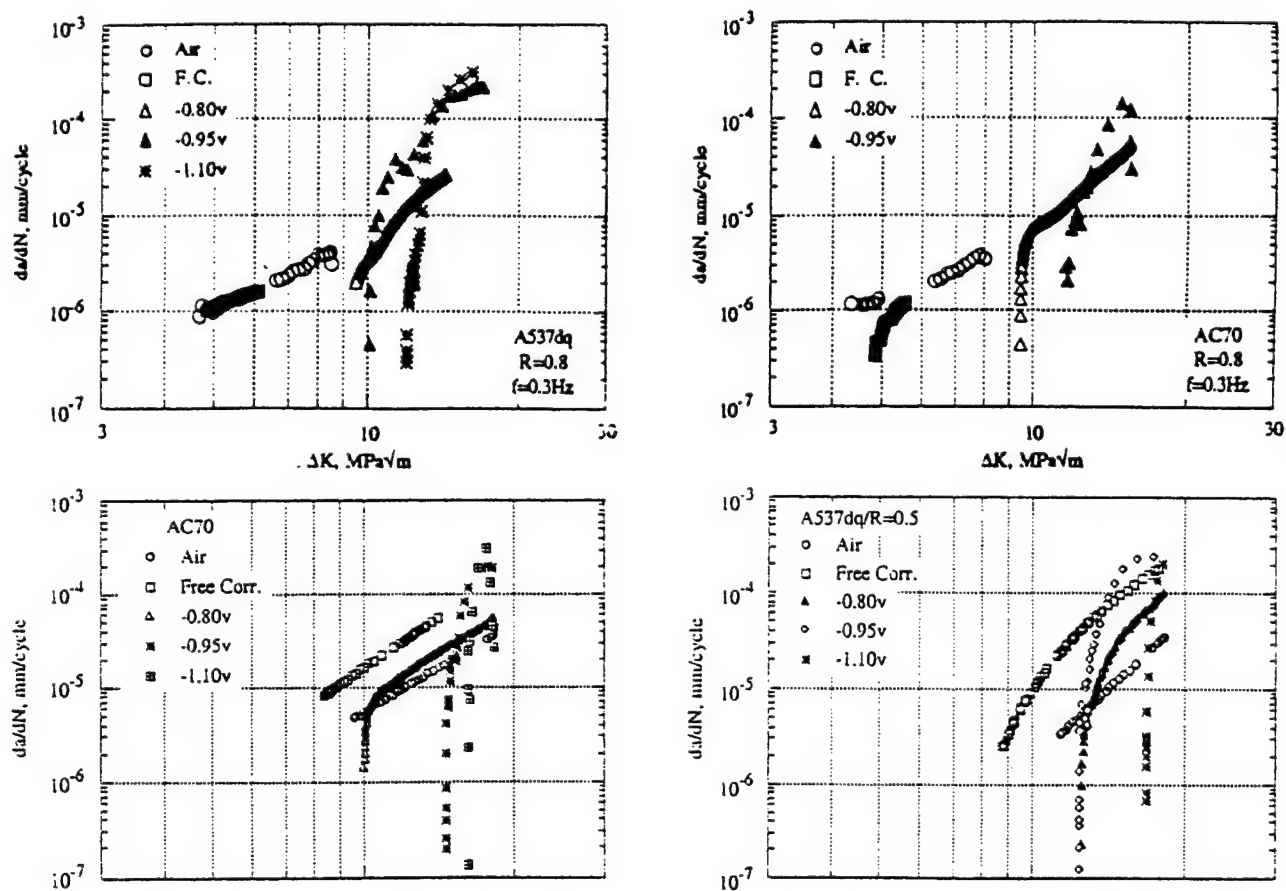 10-3
10-4
10-5
10-6
10-7
da/dN, mm/cycle
Air
F. C.
-0.80v
-0.95v
-1.10v
A537dq
R=0.8
f=0.3Hz
3
10
30
ΔK, MPa√m
10-3
10-4
10-5
10-6
10-7
da/dN, mm/cycle
Air
F. C.
-0.80v
-0.95v
AC70
R=0.8
f=0.3Hz
3
10
30
ΔK, MPa√m
10-3
10-4
10-5
10-6
10-7
da/dN, mm/cycle
AC70
Air
Free Corr.
-0.80v
-0.95v
-1.10v
10-3
10-4
10-5
10-6
10-7
da/dN, mm/cycle
A537dq/R=0.5
Air
Free Corr.
-0.80v
-0.95v
-1.10v